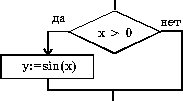 да
нет
x > 0
y:=sin(x)